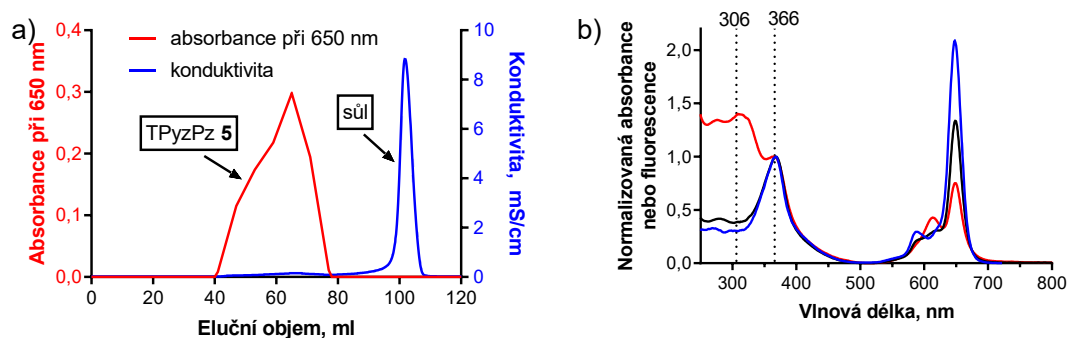 a)
absorbance při 650 nm
konduktivita
Absorbance při 650 nm
0,4
0,3
0,2
0,1
0,0
TPyzPz 5
sůl
10
8
6
4
2
0
Konduktivita, mS/cm
0 20 40 60 80 100 120
Eluční objem, ml
b)
306 366
Normalizovaná absorbance
nebo fluorescence
2,0
1,5
1,0
0,5
0,0
300 400 500 600 700 800
Vlnová délka, nm